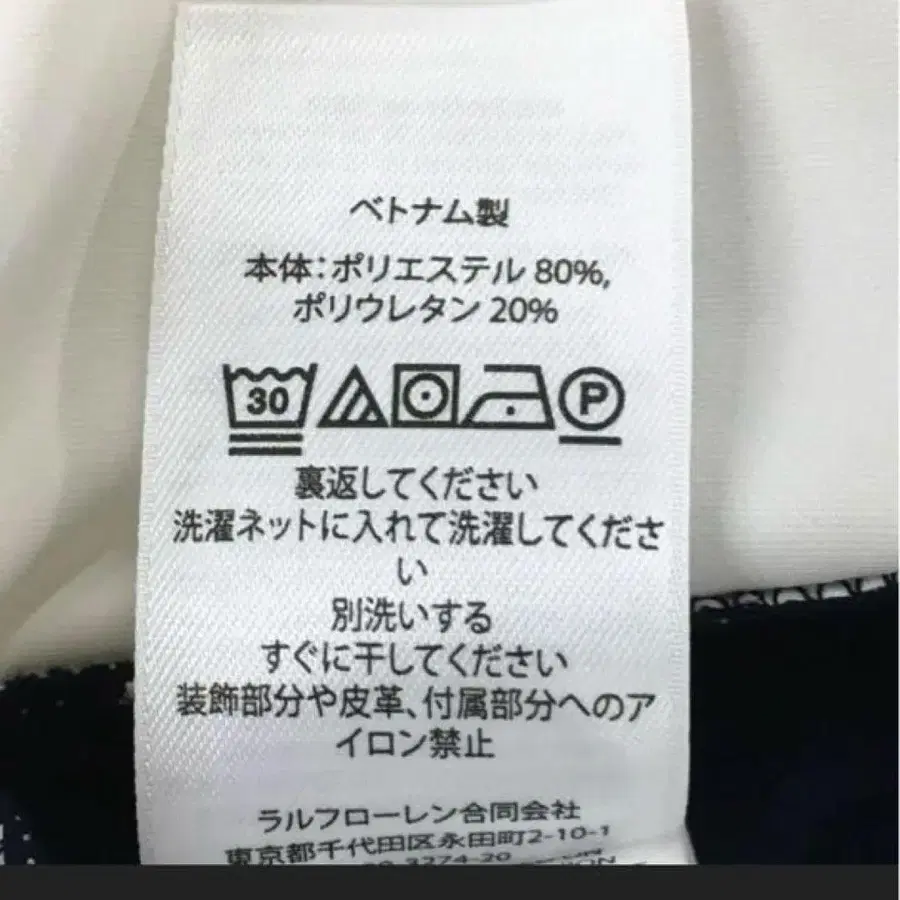 ベトナム製
本体:ポリエステル 80%,
ポリウレタン 20%
30 P
裏返してください
洗濯ネットに入れて洗濯してくださ
い
別洗いする
すぐに干してください
装飾部分や皮革、付属部分へのア
イロン禁止
ラルフローレン合同会社
東京都千代田区永田町2-10-1
3274-20